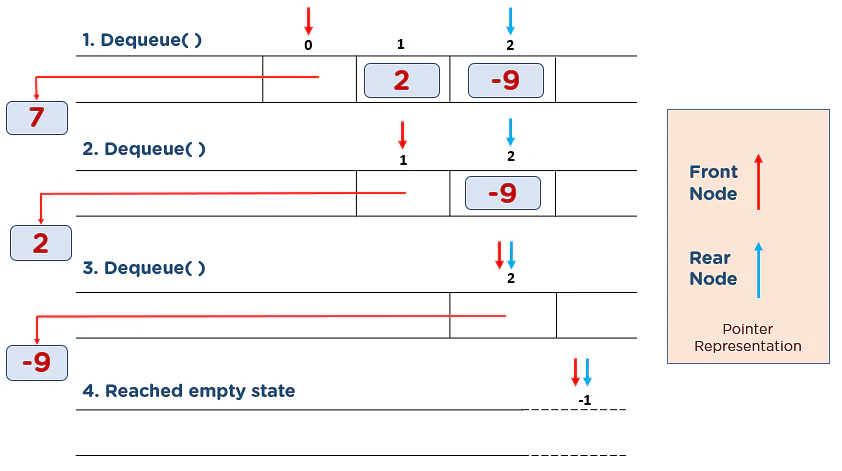 1. Dequeue( )
0
1
2
2
-9
7
2. Dequeue( )
1
2
-9
2
3. Dequeue( )
2
-9
4. Reached empty state
-1
Front
Node
Rear
Node
Pointer
Representation